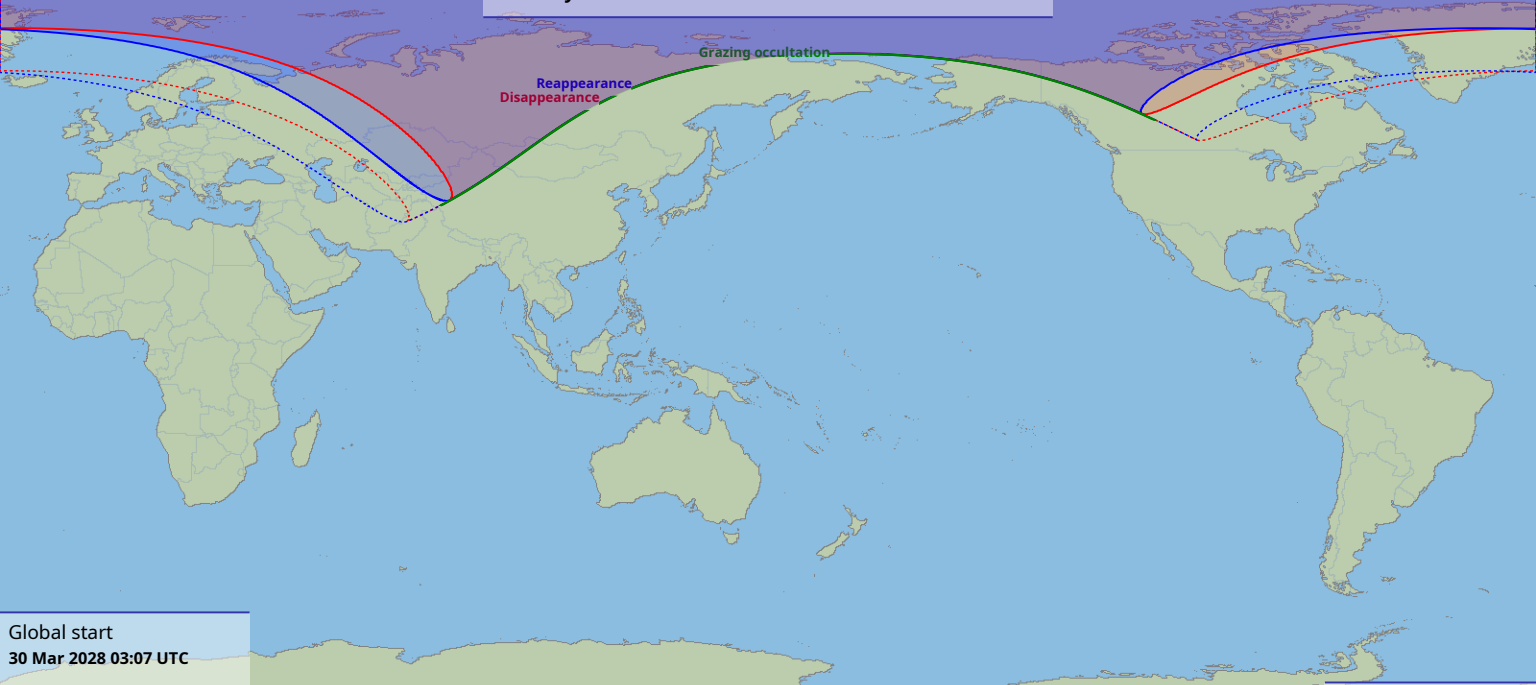 Grazing occultation
Reappearance
Disappearance
Global start
30 Mar 2028 03:07 UTC